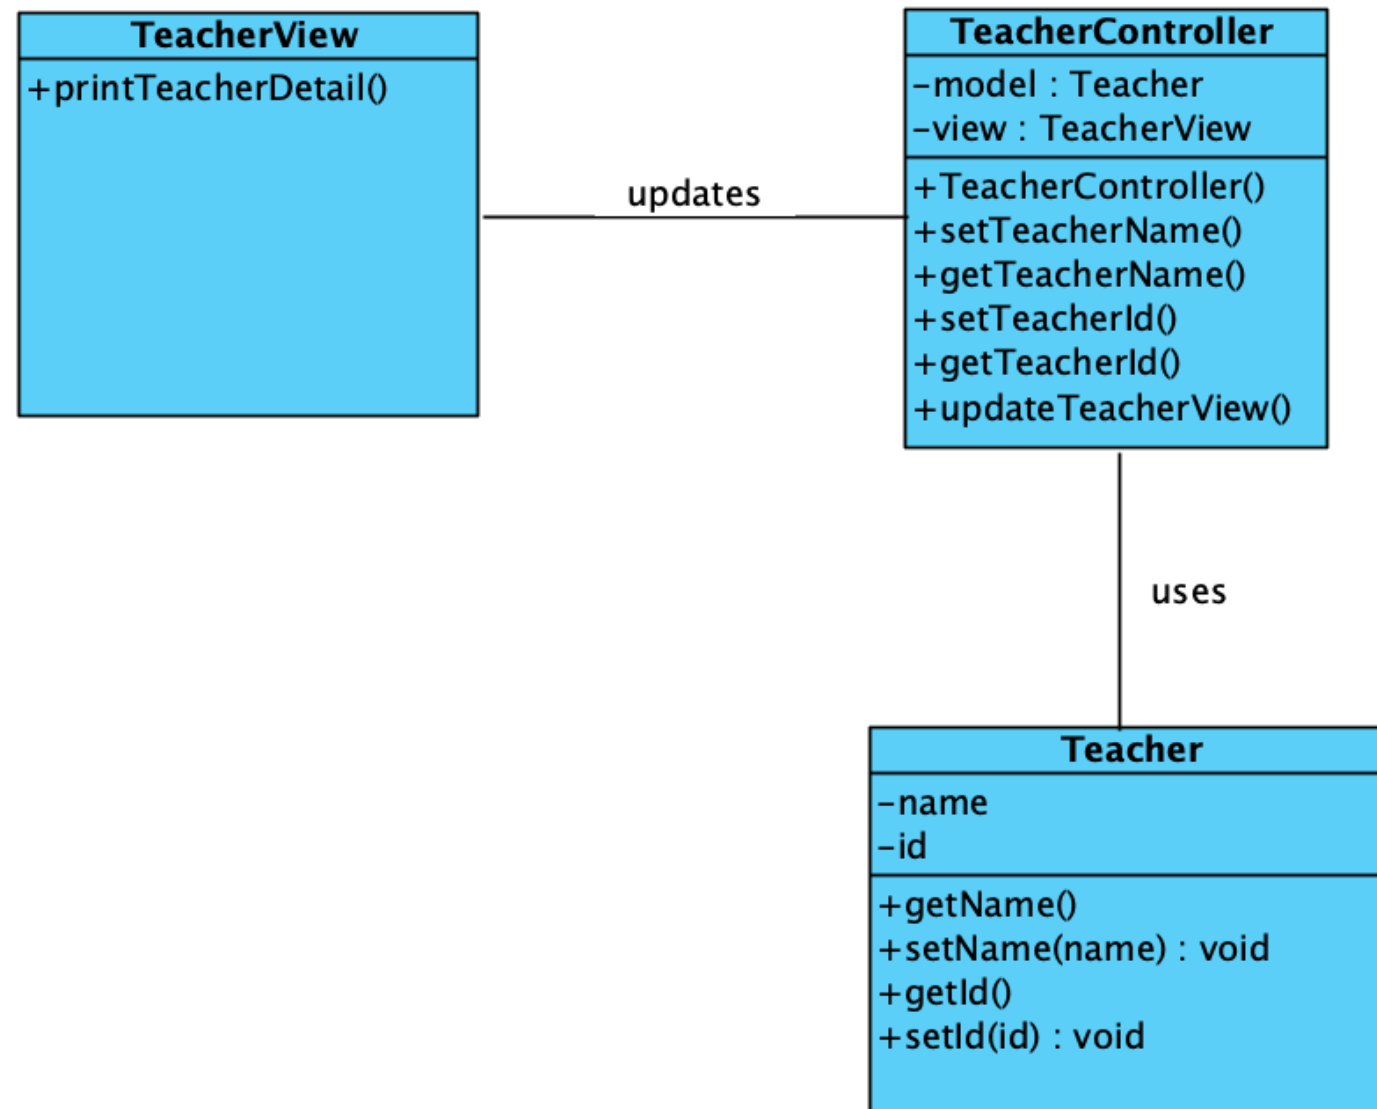 TeacherView
+printTeacherDetail()
updates
TeacherController
-model : Teacher
-view : TeacherView
+TeacherController()
+setTeacherName()
+getTeacherName()
+setTeacherId()
+getTeacherId()
+updateTeacherView()
uses
Teacher
-name
-id
+getName()
+setName(name) : void
+getId()
+setId(id) : void